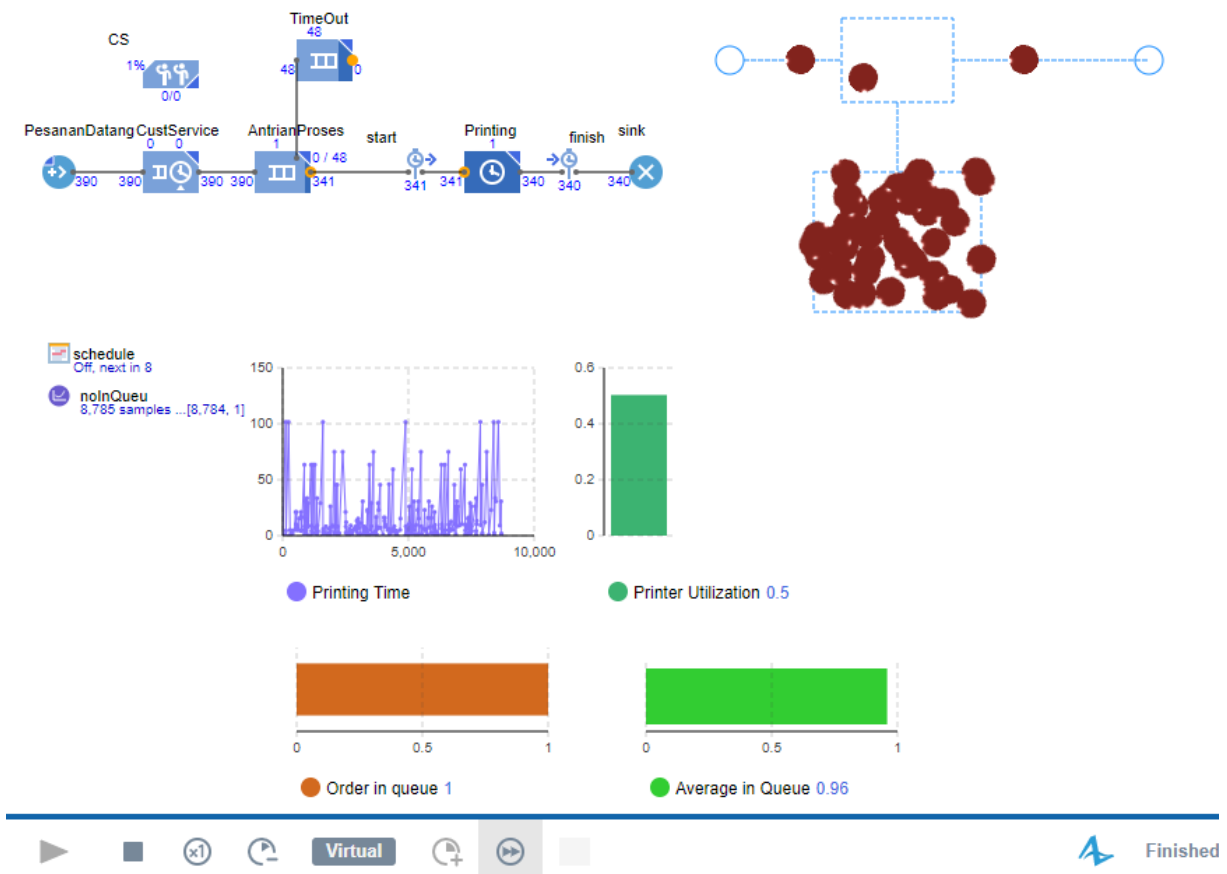 TimeOut
48
CS
1%
48
0
0/0
PesananDatang CustService AntrianProses start Printing finish sink
0 0 1 1
0 / 48
390 390 390 390 341 341 341 340 340 340
schedule
Off, next in 8
noInQueu
8,785 samples ...[8,784, 1]
150
100
50
0
0 5,000 10,000
Printing Time
0.6
0.4
0.2
0
Printer Utilization 0.5
0 0.5 1
Order in queue 1
0 0.5 1
Average in Queue 0.96
x1 Virtual Finished